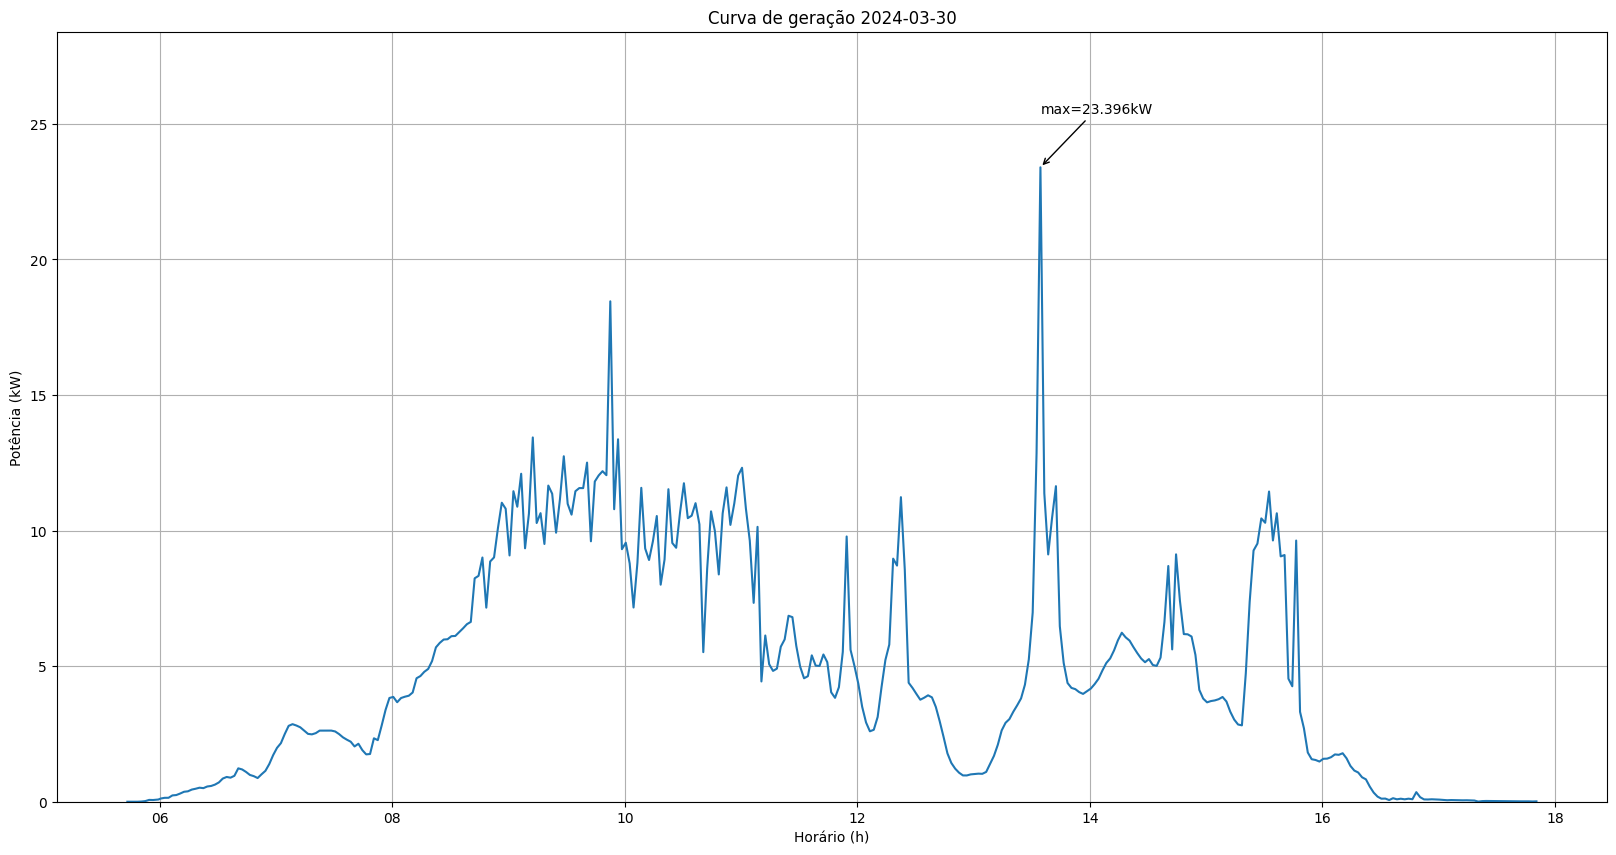 Curva de geração 2024-03-30
max=23.396kW
25
20
15
10
5
0
Potência (kW)
06 08 10 12 14 16 18
Horário (h)